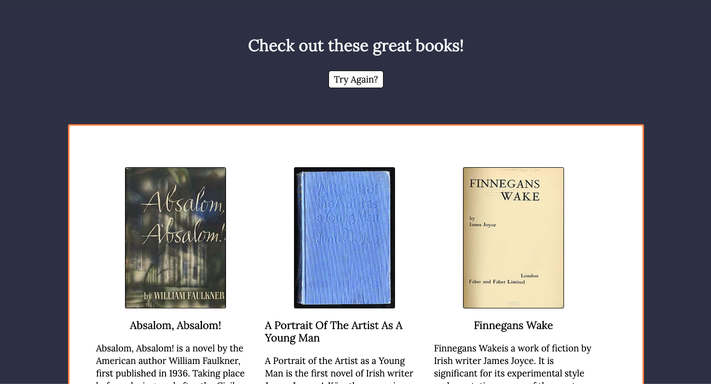 Check out these great books!
Try Again?
Absalom,
Absalom!
by WILLIAM FAULKNER
FINNEGANS
WAKE
by
James Joyce
London
Faber and Faber Limited
Absalom, Absalom!
A Portrait Of The Artist As A
Young Man
Finnegans Wake
Absalom, Absalom! is a novel by the
American author William Faulkner,
first published in 1936. Taking place
A Portrait of the Artist as a Young
Man is the first novel of Irish writer
Finnegans Wakeis a work of fiction by
Irish writer James Joyce. It is
significant for its experimental style